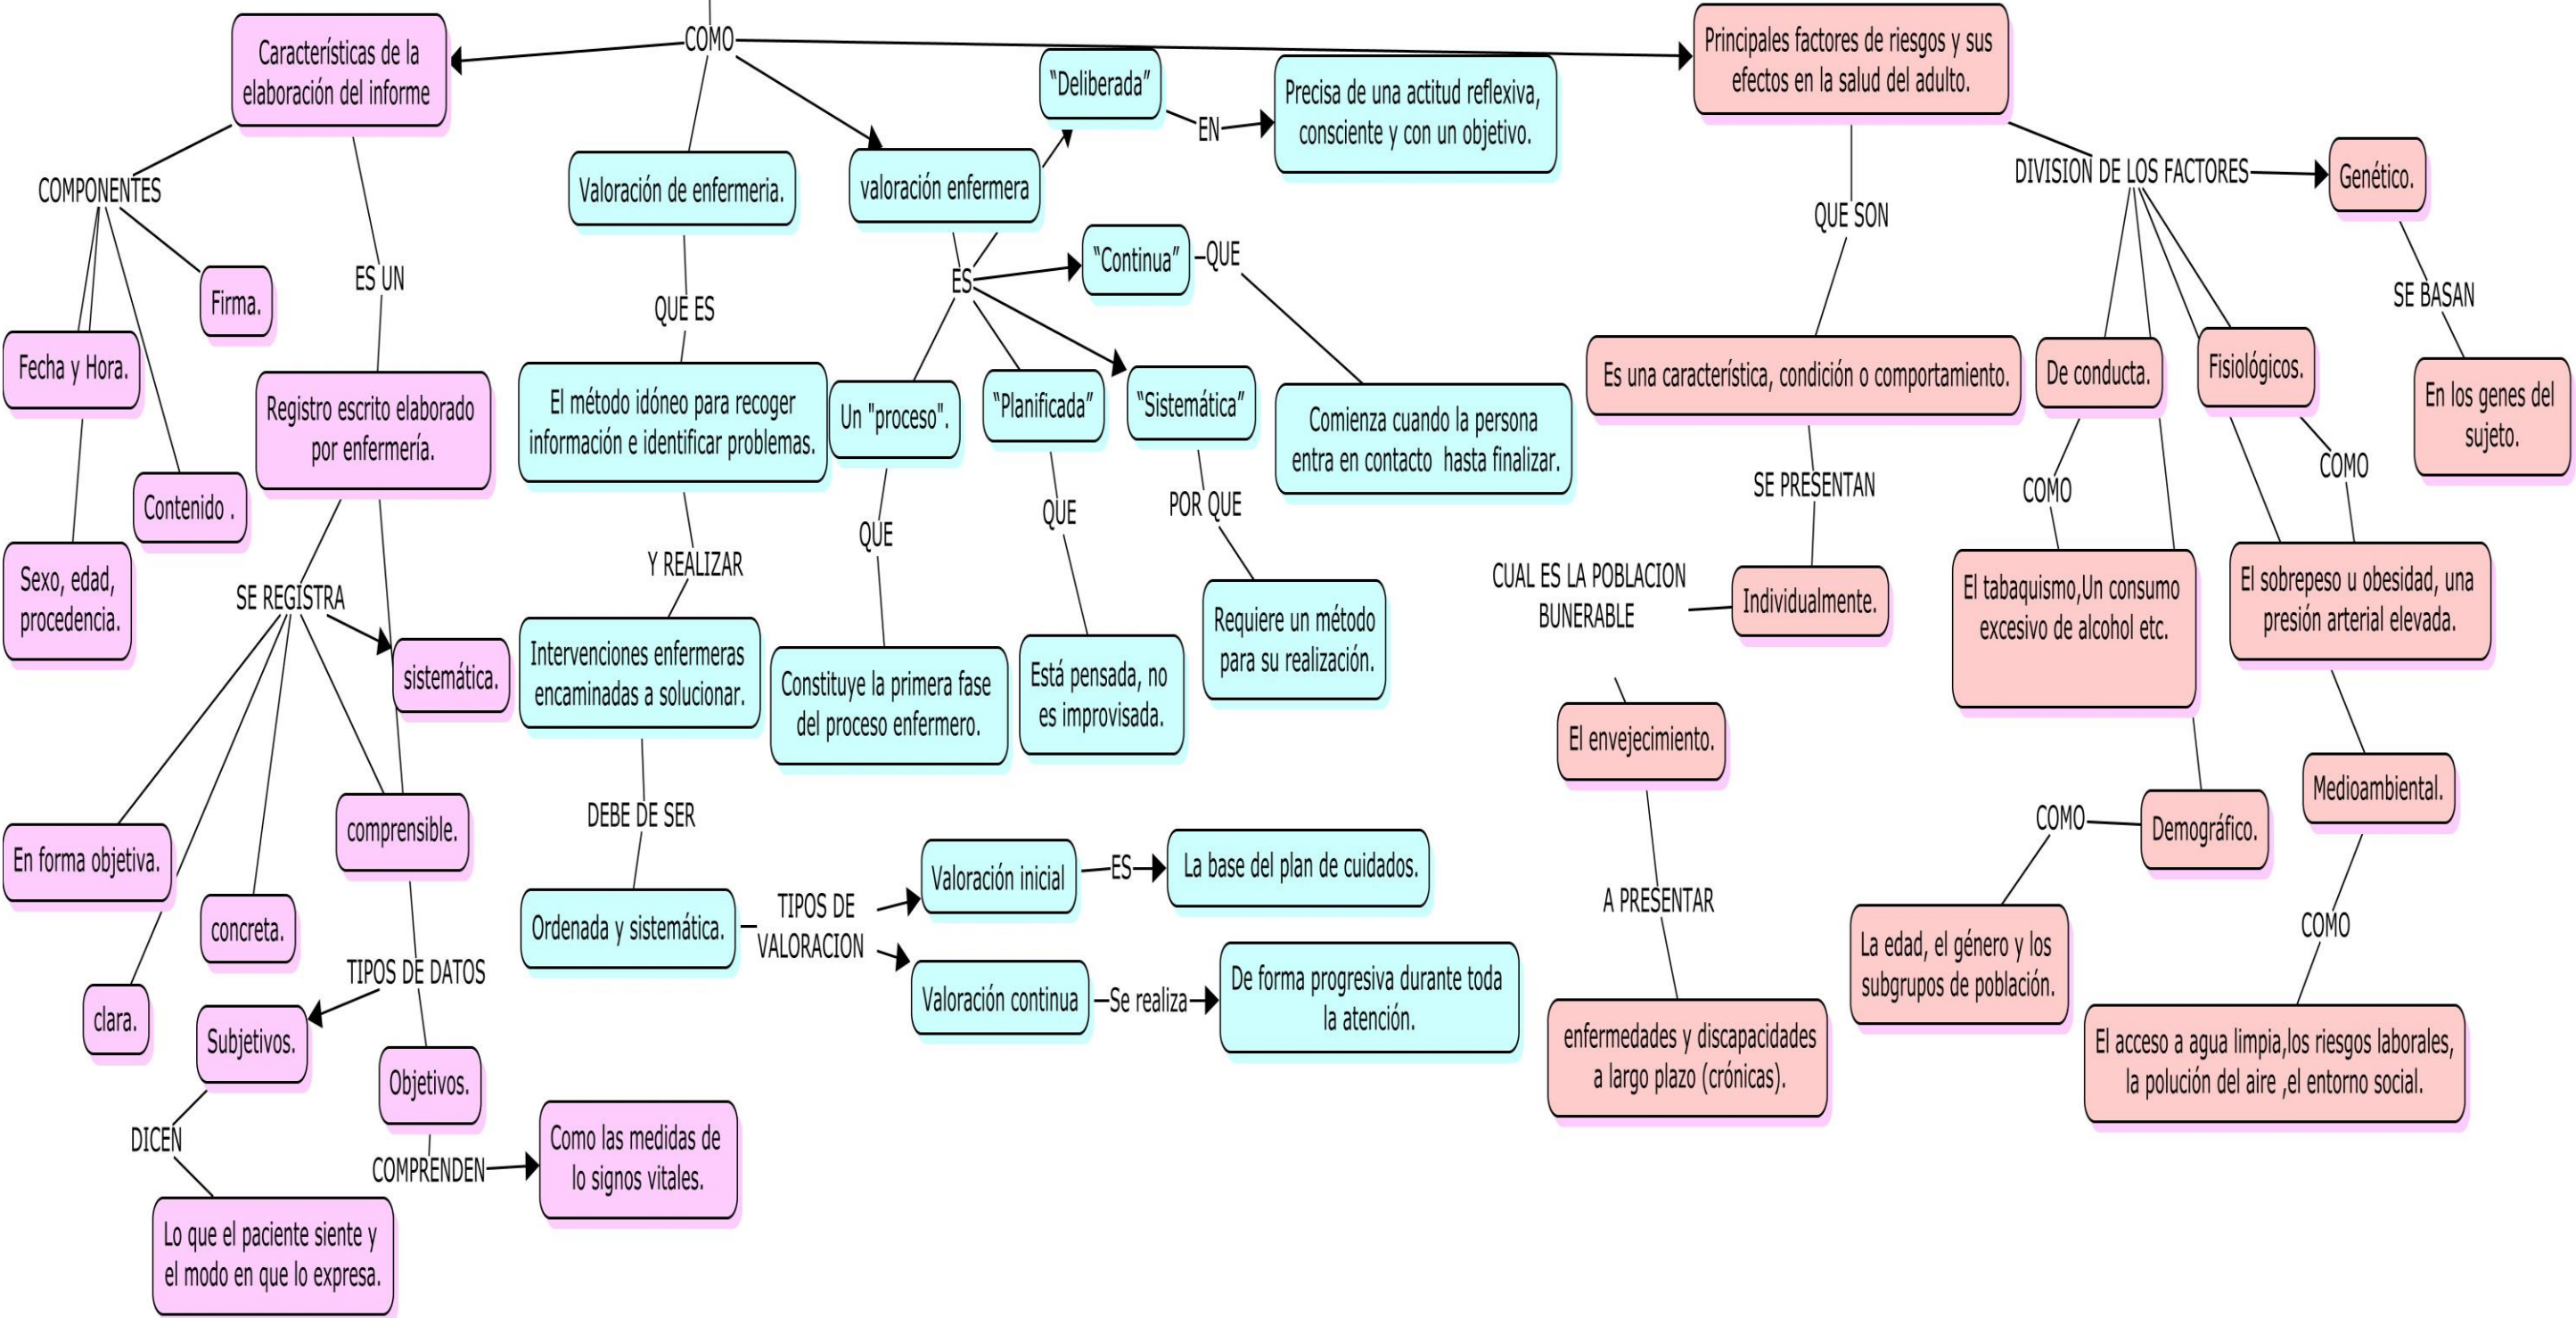 COMO
Características de la
elaboración del informe
COMPONENTES
Firma.
Fecha y Hora.
Contenido .
Sexo, edad,
procedencia.
ES UN
Registro escrito elaborado
por enfermería.
SE REGISTRA
sistemática.
En forma objetiva.
clara.
concreta.
comprensible.
TIPOS DE DATOS
Subjetivos.
DICEN
Lo que el paciente siente y
el modo en que lo expresa.
Objetivos.
COMPRENDEN
Como las medidas de
lo signos vitales.
Valoración de enfermeria.
QUE ES
El método idóneo para recoger
información e identificar problemas.
Y REALIZAR
Intervenciones enfermeras
encaminadas a solucionar.
DEBE DE SER
Ordenada y sistemática.
TIPOS DE
VALORACION
Valoración inicial
ES
La base del plan de cuidados.
Valoración continua
Se realiza
De forma progresiva durante toda
la atención.
valoración enfermera
ES
“Deliberada”
EN
Precisa de una actitud reflexiva,
consciente y con un objetivo.
“Continua”
QUE
Comienza cuando la persona
entra en contacto hasta finalizar.
Un "proceso".
QUE
Constituye la primera fase
del proceso enfermero.
“Planificada”
QUE
Está pensada, no
es improvisada.
“Sistemática”
POR QUE
Requiere un método
para su realización.
Principales factores de riesgos y sus
efectos en la salud del adulto.
QUE SON
Es una característica, condición o comportamiento.
SE PRESENTAN
Individualmente.
CUAL ES LA POBLACION
BUNERABLE
El envejecimiento.
A PRESENTAR
enfermedades y discapacidades
a largo plazo (crónicas).
DIVISION DE LOS FACTORES
Genético.
SE BASAN
En los genes del
sujeto.
De conducta.
COMO
El tabaquismo,Un consumo
excesivo de alcohol etc.
Fisiológicos.
COMO
El sobrepeso u obesidad, una
presión arterial elevada.
Demográfico.
COMO
La edad, el género y los
subgrupos de población.
Medioambiental.
COMO
El acceso a agua limpia,los riesgos laborales,
la polución del aire ,el entorno social.